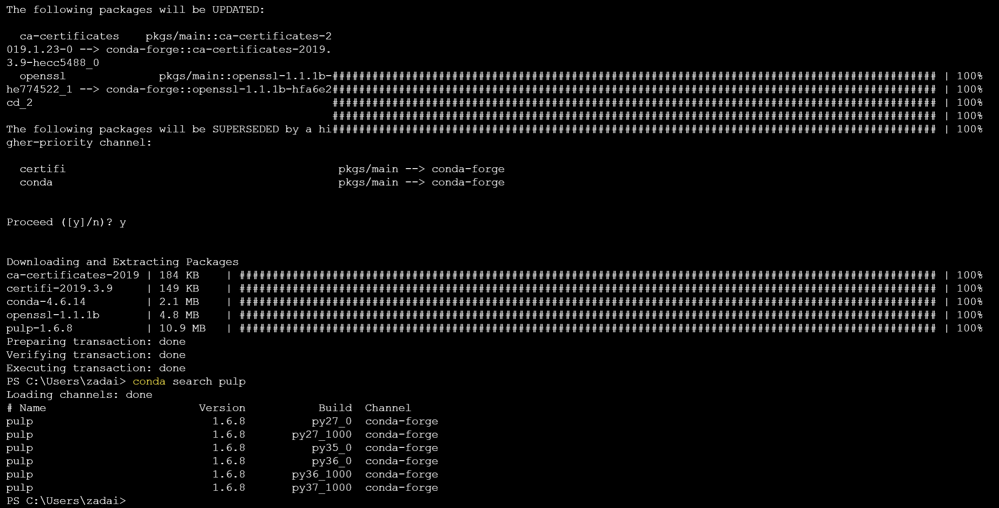 The following packages will be UPDATED:
  ca-certificates    pkgs/main::ca-certificates-2
019.1.23-0 --> conda-forge::ca-certificates-2019.
3.9-hecc5488_0
  openssl              pkgs/main::openssl-1.1.1b-########################################################################################### | 100%
he774522_1 --> conda-forge::openssl-1.1.1b-hfa6e2########################################################################################### | 100%
cd_2                                             ########################################################################################### | 100%
                                                 ########################################################################################### | 100%
The following packages will be SUPERSEDED by a hi########################################################################################### | 100%
gher-priority channel:
  certifi                                         pkgs/main --> conda-forge
  conda                                           pkgs/main --> conda-forge
Proceed ([y]/n)? y
Downloading and Extracting Packages
ca-certificates-2019 | 184 KB    | ######################################################################################################### | 100%
certifi-2019.3.9     | 149 KB    | ######################################################################################################### | 100%
conda-4.6.14         | 2.1 MB    | ######################################################################################################### | 100%
openssl-1.1.1b       | 4.8 MB    | ######################################################################################################### | 100%
pulp-1.6.8           | 10.9 MB   | ######################################################################################################### | 100%
Preparing transaction: done
Verifying transaction: done
Executing transaction: done
PS C:\Users\zadai> conda search pulp
Loading channels: done
# Name                       Version           Build  Channel
pulp                           1.6.8          py27_0  conda-forge
pulp                           1.6.8       py27_1000  conda-forge
pulp                           1.6.8          py35_0  conda-forge
pulp                           1.6.8          py36_0  conda-forge
pulp                           1.6.8       py36_1000  conda-forge
pulp                           1.6.8       py37_1000  conda-forge
PS C:\Users\zadai>